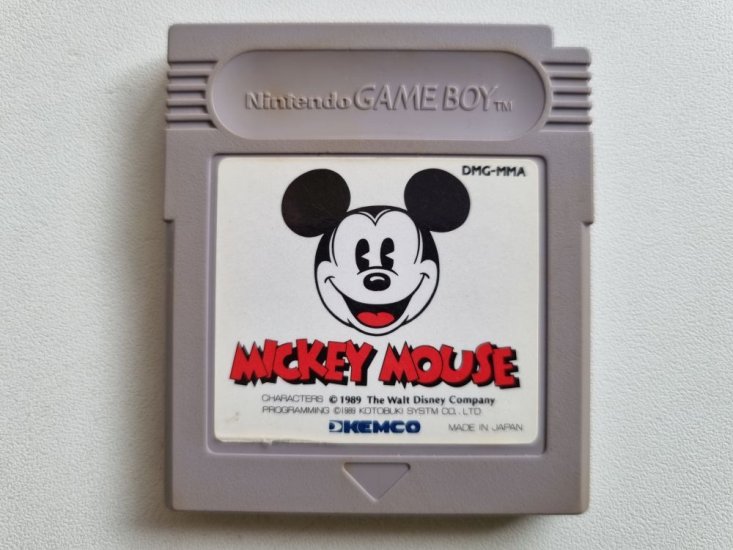 Nintendo GAME BOY TM
DMG-MMA
MICKEY MOUSE
CHARACTERS © 1989 The Walt Disney Company
PROGRAMMING © 1989 KOTOBUKI SYSTM CO., LTD
KEMCO MADE IN JAPAN